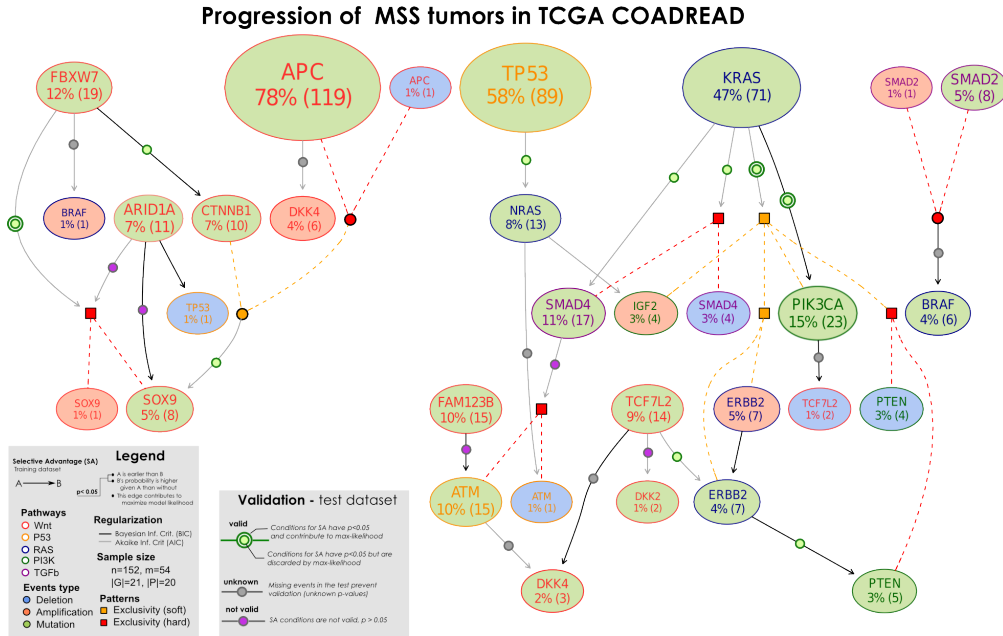 Progression of  MSS tumors in TCGA COADREAD
FBXW7
12% (19)
APC
78% (119)
APC
1% (1)
TP53
58% (89)
KRAS
47% (71)
SMAD2
1% (1)
SMAD2
5% (8)
BRAF
1% (1)
ARID1A
7% (11)
CTNNB1
7% (10)
DKK4
4% (6)
NRAS
8% (13)
TP53
1% (1)
SMAD4
11% (17)
IGF2
3% (4)
SMAD4
3% (4)
PIK3CA
15% (23)
BRAF
4% (6)
SOX9
1% (1)
SOX9
5% (8)
FAM123B
10% (15)
TCF7L2
9% (14)
ERBB2
5% (7)
TCF7L2
1% (2)
PTEN
3% (4)
ATM
10% (15)
ATM
1% (1)
DKK2
1% (2)
ERBB2
4% (7)
DKK4
2% (3)
PTEN
3% (5)
Legend
Selective Advantage (SA)
Training dataset
A
B
p< 0.05
A is earlier than B
B's probability is higher
given A than without
This edge contributes to
maximize model likelihood
Pathways
Wnt
P53
RAS
PI3K
TGFb
Events type
Deletion
Amplification
Mutation
Regularization
Bayesian Inf. Crit. (BIC)
Akaike Inf. Crit (AIC)
Sample size
n=152, m=54
|G|=21, |P|=20
Patterns
Exclusivity (soft)
Exclusivity (hard)
Validation - test dataset
valid
Conditions for SA have p<0.05
and contribute to max-likelihood
Conditions for SA have p<0.05 but are
discarded by max-likelihood
unknown
Missing events in the test prevent
validation (unknown p-values)
not valid
SA conditions are not valid, p > 0.05